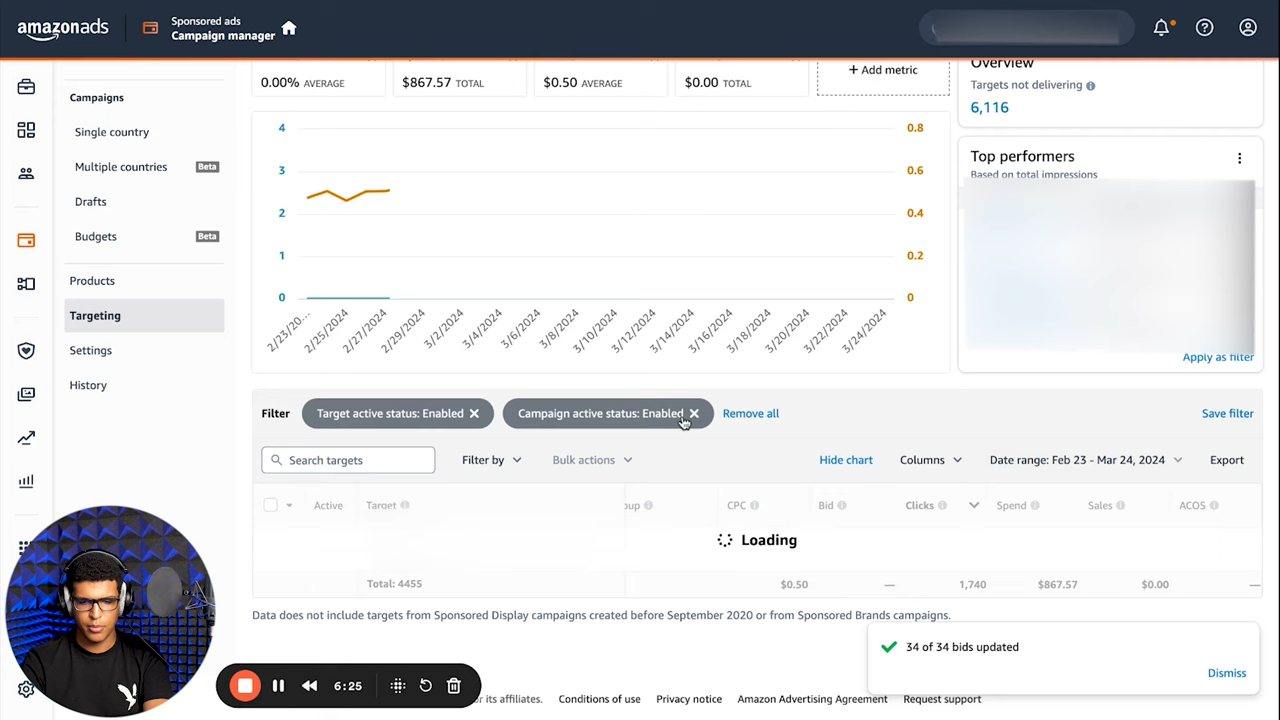 amazonads
Sponsored ads
Campaign manager
Campaigns
Single country
Multiple countries Beta
Drafts
Budgets Beta
Products
Targeting
Settings
History
0.00% AVERAGE
$867.57 TOTAL
$0.50 AVERAGE
$0.00 TOTAL
+ Add metric
Overview
Targets not delivering
6,116
Top performers
Based on total impressions
Apply as filter
4 0.8
3 0.6
2 0.4
1 0.2
0 0
2/23/20... 2/25/2024 2/27/2024 2/29/2024 3/2/2024 3/4/2024 3/6/2024 3/8/2024 3/10/2024 3/12/2024 3/14/2024 3/16/2024 3/18/2024 3/20/2024 3/22/2024 3/24/2024
Filter Target active status: Enabled Campaign active status: Enabled Remove all Save filter
Search targets Filter by Bulk actions Hide chart Columns Date range: Feb 23 - Mar 24, 2024 Export
Active Target oup CPC Bid Clicks Spend Sales ACOS
Loading
Total: 4455 $0.50 — 1,740 $867.57 $0.00 —
Data does not include targets from Sponsored Display campaigns created before September 2020 or from Sponsored Brands campaigns.
34 of 34 bids updated
Dismiss
6:25
or its affiliates. Conditions of use Privacy notice Amazon Advertising Agreement Request support